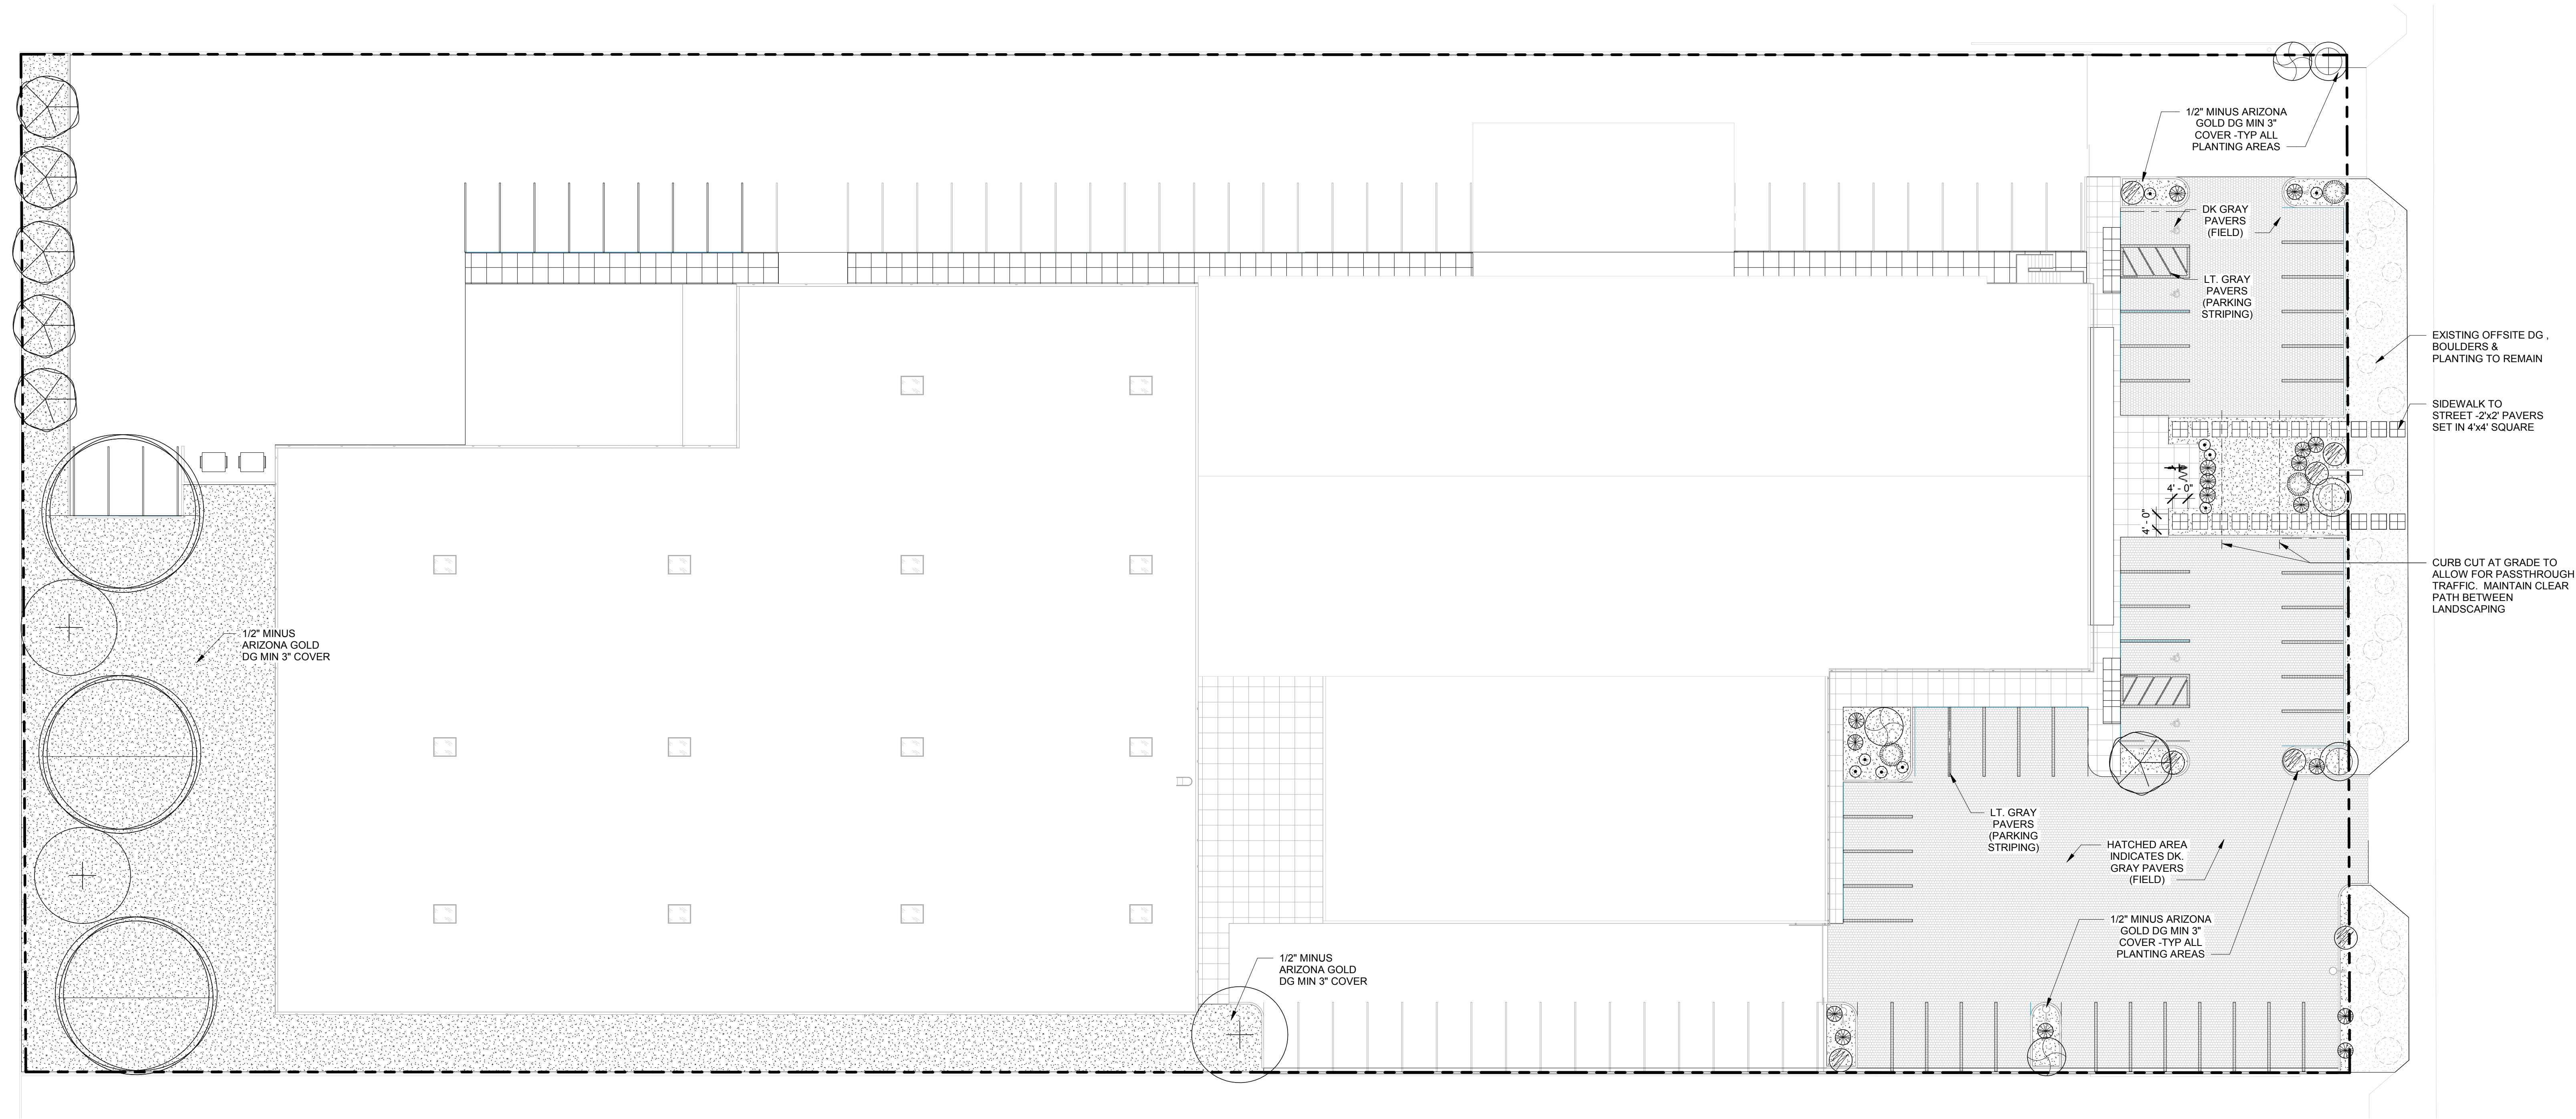 1/2" MINUS ARIZONA
GOLD DG MIN 3"
COVER -TYP ALL
PLANTING AREAS
DK GRAY
PAVERS
(FIELD)
LT. GRAY
PAVERS
(PARKING
STRIPING)
EXISTING OFFSITE DG ,
BOULDERS &
PLANTING TO REMAIN
SIDEWALK TO
STREET -2'x2' PAVERS
SET IN 4'x4' SQUARE
4' - 0"
4' - 0"
CURB CUT AT GRADE TO
ALLOW FOR PASSTHROUGH
TRAFFIC. MAINTAIN CLEAR
PATH BETWEEN
LANDSCAPING
1/2" MINUS
ARIZONA GOLD
DG MIN 3" COVER
LT. GRAY
PAVERS
(PARKING
STRIPING)
HATCHED AREA
INDICATES DK.
GRAY PAVERS
(FIELD)
1/2" MINUS ARIZONA
GOLD DG MIN 3"
COVER -TYP ALL
PLANTING AREAS
1/2" MINUS
ARIZONA GOLD
DG MIN 3" COVER